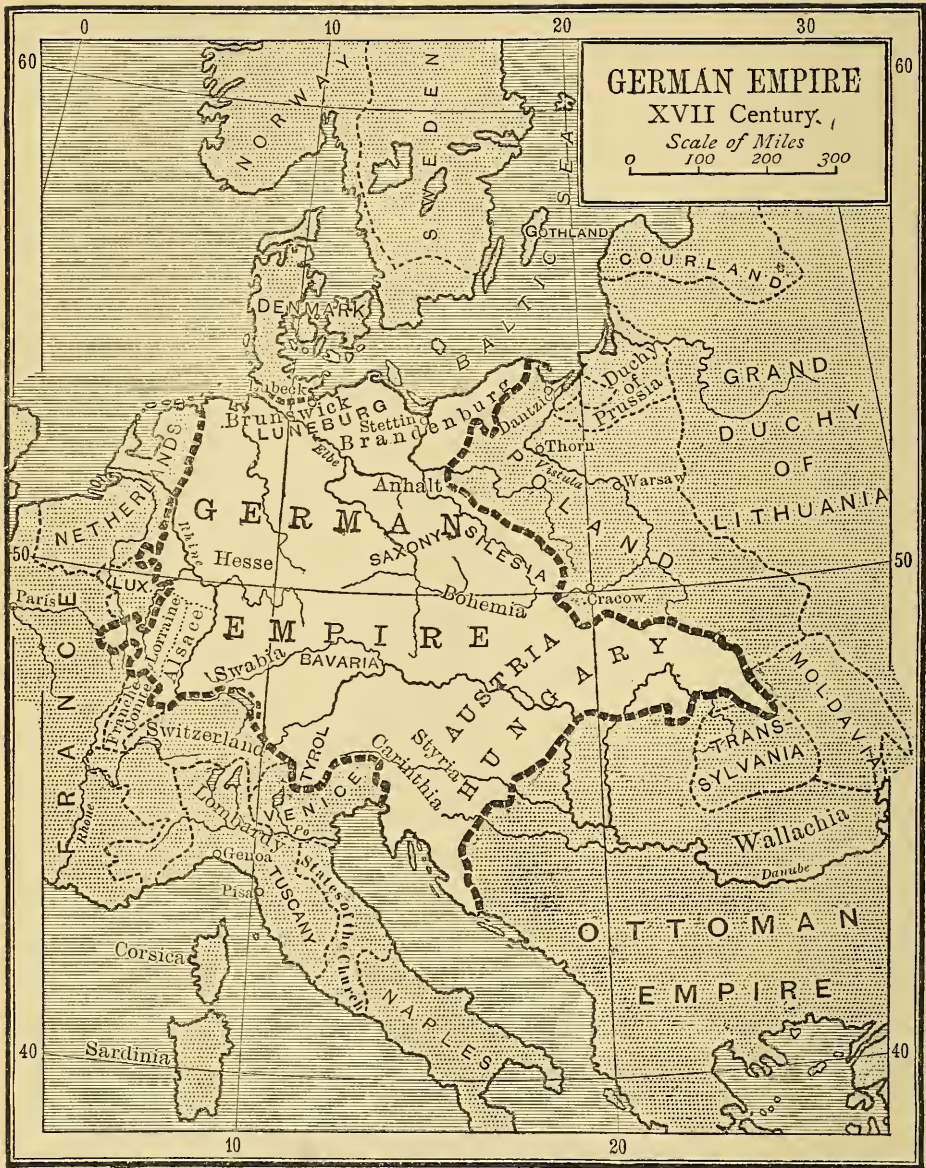 0 10 20 30
60 60
GERMAN EMPIRE
XVII Century.
Scale of Miles
0 100 200 300
NORWAY
SWEDEN
BALTIC SEA
GOTHLAND
COURLAND
DENMARK
GRAND
DUCHY
OF
LITHUANIA
Duchy
of
Prussia
Lubeck
Brunswick
LUNEBURG
Stettin
Brandenburg
Dantzic
Thorn
Vistula
Warsaw
POLAND
Elbe
Anhalt
NETHERLANDS
GERMAN
Rhine
Hesse
SAXONY
SILESIA
50 50
LUX
Paris
Bohemia
Cracow
FRANCE
Lorraine
Alsace
EMPIRE
Swabia
BAVARIA
AUSTRIA
HUNGARY
MOLDAVIA
Franche
Comte
Switzerland
TYROL
Styria
Carinthia
TRANS
SYLVANIA
Lombardy
VENICE
Rhone
Po
Wallachia
Danube
Genoa
Pisa
TUSCANY
States of the Church
OTTOMAN
EMPIRE
Corsica
NAPLES
Sardinia
40 40
10 20